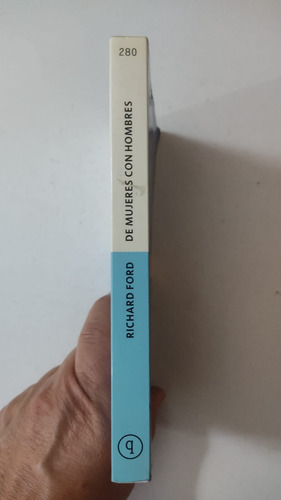 280
DE MUJERES CON HOMBRES
RICHARD FORD
q